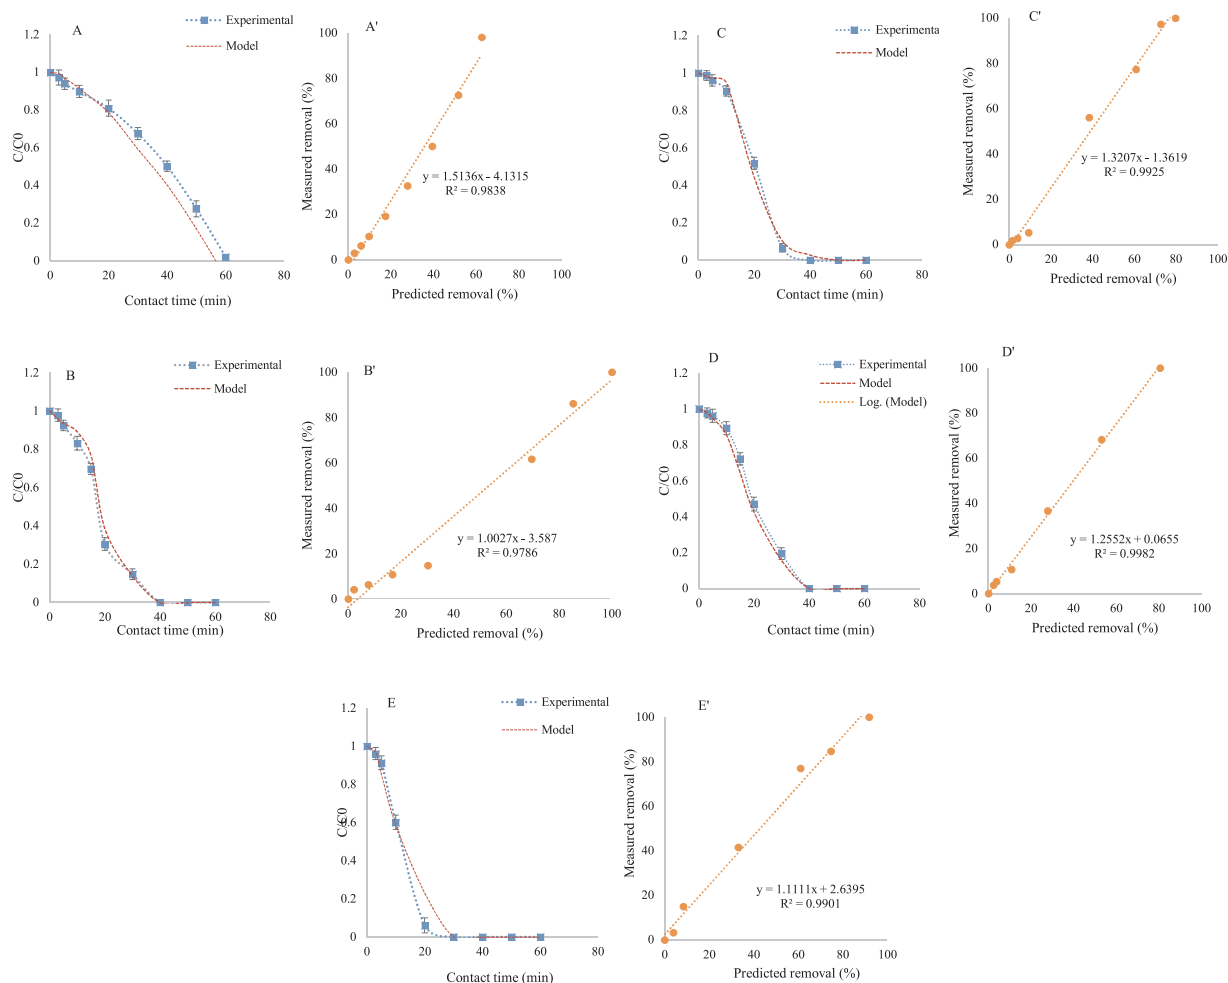 A
Experimental
Model
1.2
1
0.8
0.6
0.4
0.2
0
C/C0
0 20 40 60 80
Contact time (min)
A'
100
80
60
40
20
0
Measured removal (%)
y = 1.5136x - 4.1315
R² = 0.9838
0 20 40 60 80 100
Predicted removal (%)
C
Experimenta
Model
1.2
1
0.8
0.6
0.4
0.2
0
C/C0
0 20 40 60 80
Contact time (min)
C'
100
80
60
40
20
0
Measured removal (%)
y = 1.3207x - 1.3619
R² = 0.9925
0 20 40 60 80 100
Predicted removal (%)
B
Experimental
Model
1.2
1
0.8
0.6
0.4
0.2
0
C/C0
0 20 40 60 80
Contact time (min)
B'
100
80
60
40
20
0
Measured removal (%)
y = 1.0027x - 3.587
R² = 0.9786
0 20 40 60 80 100
Predicted removal (%)
D
Experimental
Model
Log. (Model)
1.2
1
0.8
0.6
0.4
0.2
0
C/C0
0 20 40 60 80
Contact time (min)
D'
100
80
60
40
20
0
Measured removal (%)
y = 1.2552x + 0.0655
R² = 0.9982
0 20 40 60 80 100
Predicted removal (%)
E
Experimental
Model
1.2
1
0.8
0.6
0.4
0.2
0
C/C0
0 20 40 60 80
Contact time (min)
E'
100
80
60
40
20
0
Measured removal (%)
y = 1.1111x + 2.6395
R² = 0.9901
0 20 40 60 80 100
Predicted removal (%)